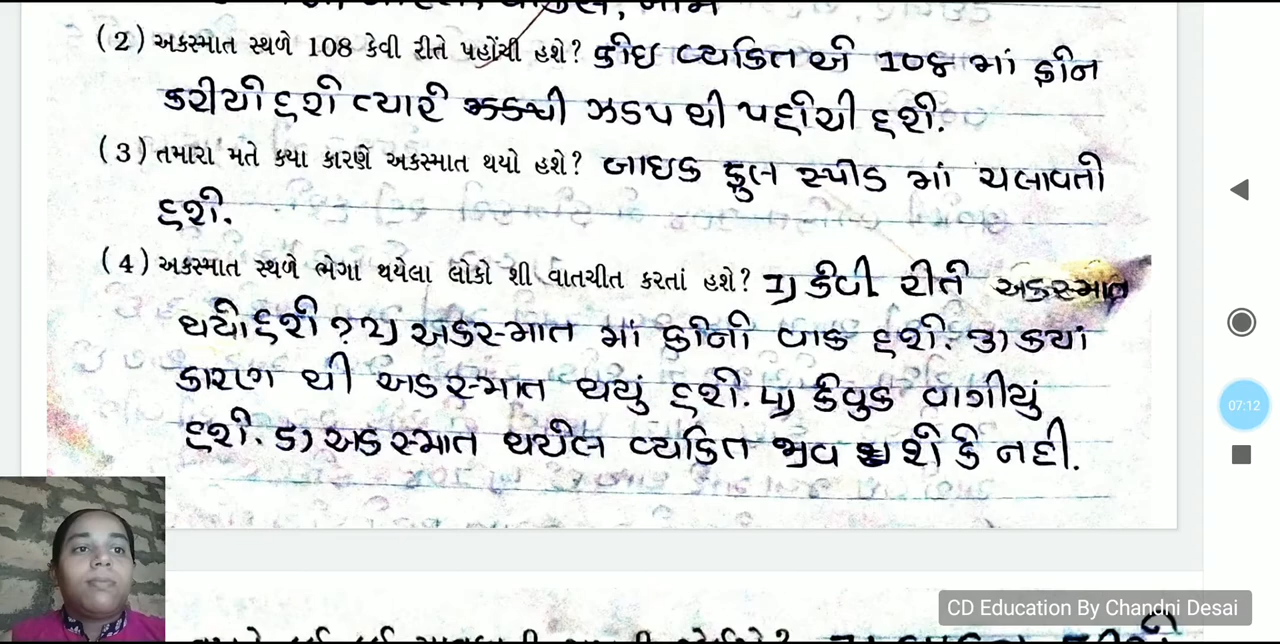 (2) અકસ્માત સ્થળે 108 કેવી રીતે પહોંચી હશે? કોઇ વ્યકિત એ 108 માં ફોન
કરીયો હશે ત્યારે ઝડપ થી પહોંચી હશે.
(3) તમારા મતે કયા કારણે અકસ્માત થયો હશે? બાઇક ફુલ સ્પીડ માં ચલાવતો
હશે.
(4) અકસ્માત સ્થળે ભેગા થયેલા લોકો શી વાતચીત કરતાં હશે? 1) કેવી રીતે અકસ્માત
થયો હશે? 2) અકસ્માત માં કોનો વાક હશે. 3) કયાં
કારણ થી અકસ્માત થયું હશે. 4) કેવુક વાગીયું
હશે. 5) અકસ્માત થયેલ વ્યકિત જીવ શે કે નહી.
07:12
CD Education By Chandni Desai